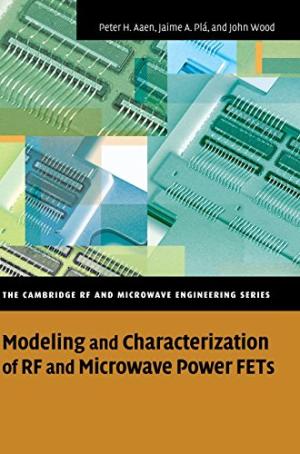 Peter H. Aaen, Jaime A. Plá, and John Wood
THE CAMBRIDGE RF AND MICROWAVE ENGINEERING SERIES
Modeling and Characterization
of RF and Microwave Power FETs